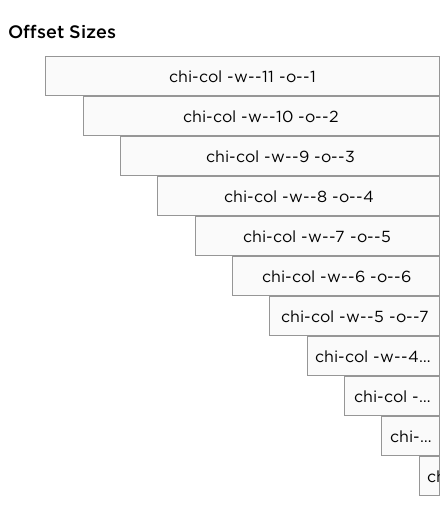 Offset Sizes
chi-col -w--11 -o--1
chi-col -w--10 -o--2
chi-col -w--9 -o--3
chi-col -w--8 -o--4
chi-col -w--7 -o--5
chi-col -w--6 -o--6
chi-col -w--5 -o--7
chi-col -w--4...
chi-col -...
chi-...
ch